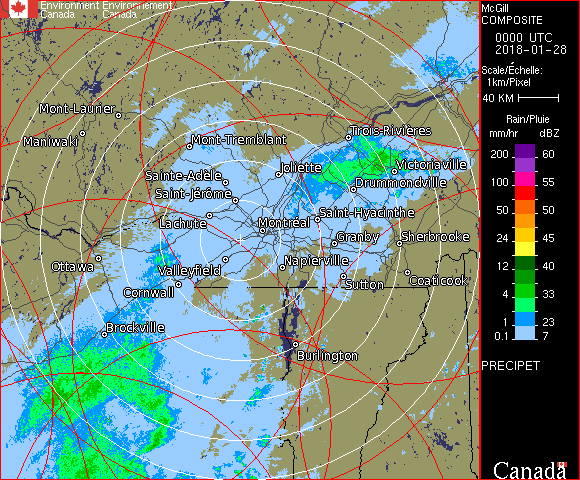 Environment Environnement
Canada Canada
McGill
COMPOSITE
0000 UTC
2018-01-28
Scale/Échelle:
1km/Pixel
40 KM
Rain/Pluie
mm/hr dBZ
200 60
100 55
50 50
24 45
12 40
4 33
1 23
0.1 7
PRECIPET
Canada
Mont-Laurier
Maniwaki
Mont-Tremblant
Trois-Rivières
Joliette
Victoriaville
Sainte-Adèle
Drummondville
Saint-Jérôme
Saint-Hyacinthe
Lachute
Montréal
Granby
Sherbrooke
Ottawa
Valleyfield
Napierville
Sutton
Coaticook
Cornwall
Brockville
Burlington